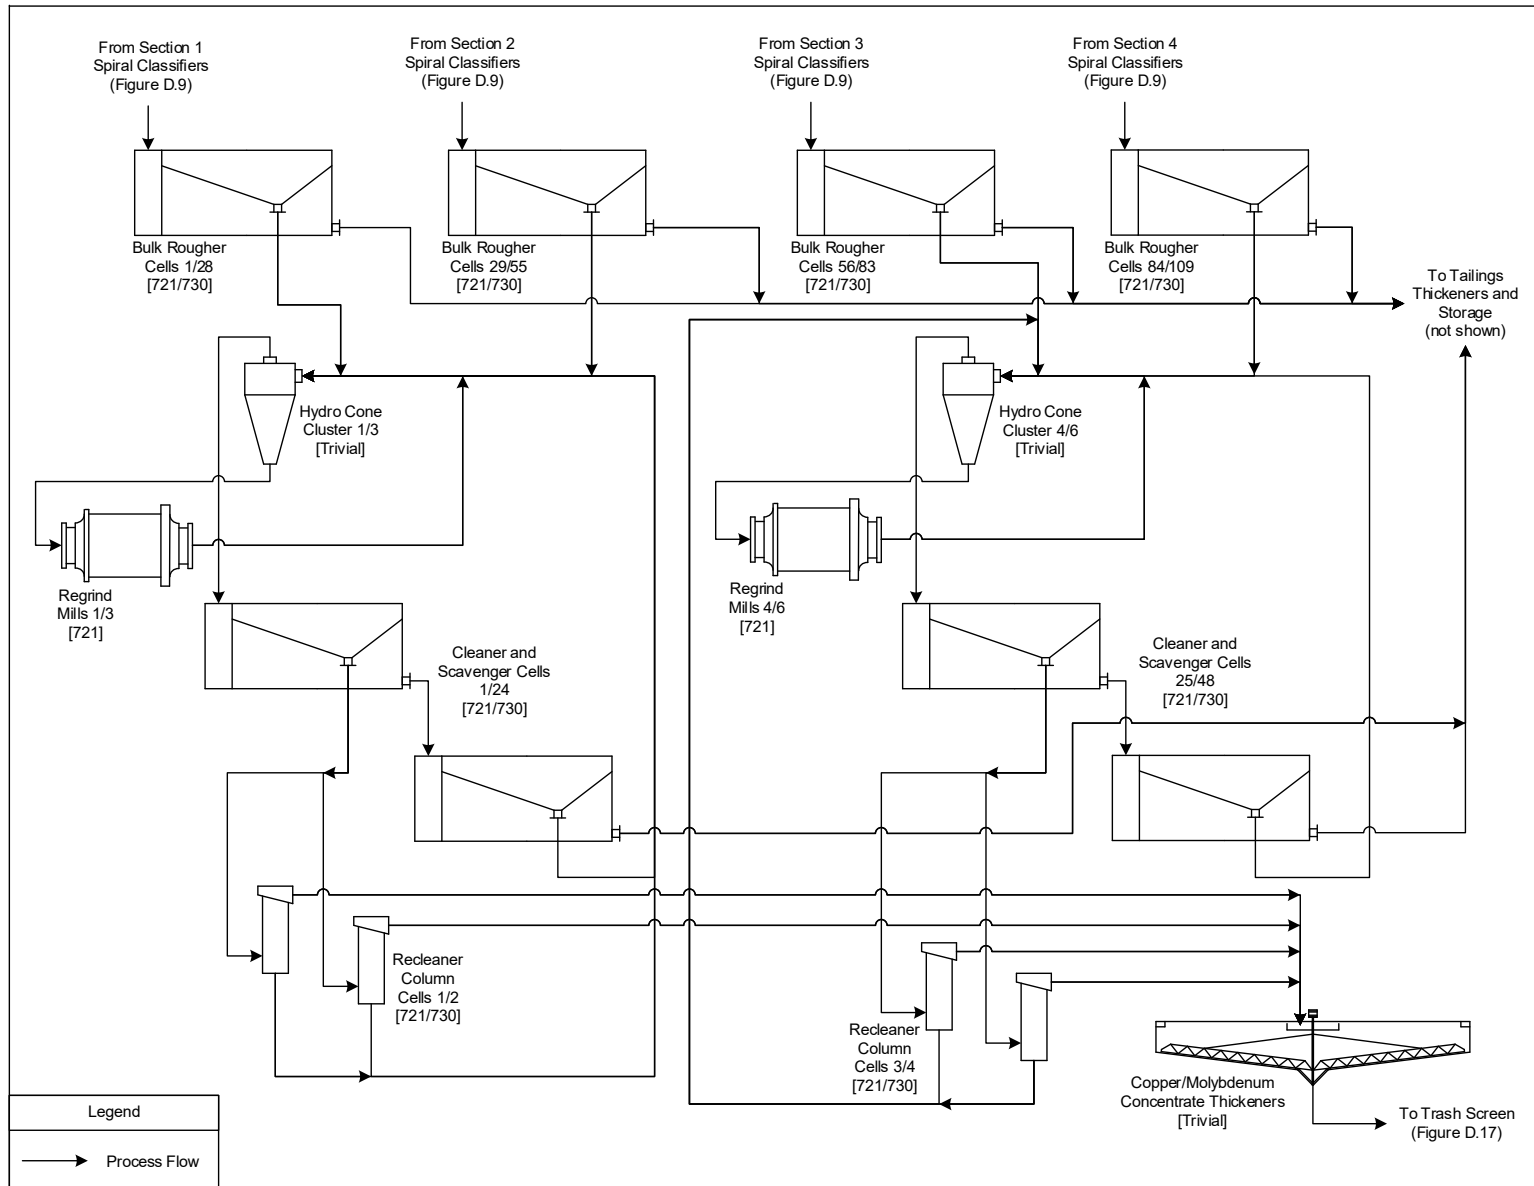 From Section 1
Spiral Classifiers
(Figure D.9)
From Section 2
Spiral Classifiers
(Figure D.9)
From Section 3
Spiral Classifiers
(Figure D.9)
From Section 4
Spiral Classifiers
(Figure D.9)
Bulk Rougher
Cells 1/28
[721/730]
Bulk Rougher
Cells 29/55
[721/730]
Bulk Rougher
Cells 56/83
[721/730]
Bulk Rougher
Cells 84/109
[721/730]
To Tailings
Thickeners and
Storage
(not shown)
Hydro Cone
Cluster 1/3
[Trivial]
Hydro Cone
Cluster 4/6
[Trivial]
Regrind
Mills 1/3
[721]
Regrind
Mills 4/6
[721]
Cleaner and
Scavenger Cells
1/24
[721/730]
Cleaner and
Scavenger Cells
25/48
[721/730]
Recleaner
Column
Cells 1/2
[721/730]
Recleaner
Column
Cells 3/4
[721/730]
Copper/Molybdenum
Concentrate Thickeners
[Trivial]
To Trash Screen
(Figure D.17)
Legend
Process Flow